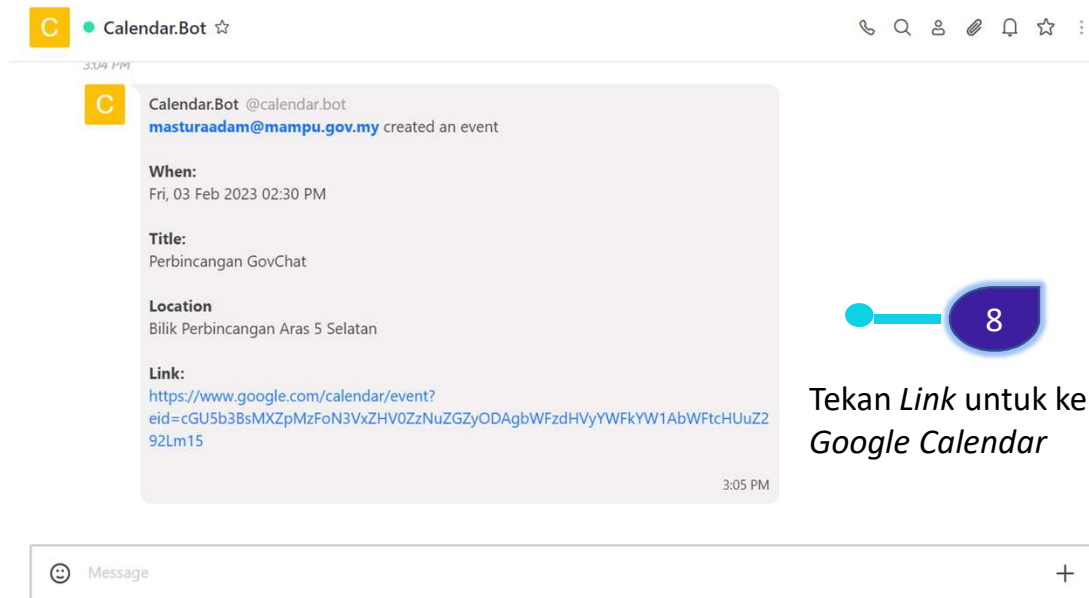 C
Calendar.Bot
3:04 PM
C
Calendar.Bot @calendar.bot
masturaadam@mampu.gov.my created an event
When:
Fri, 03 Feb 2023 02:30 PM
Title:
Perbincangan GovChat
Location
Bilik Perbincangan Aras 5 Selatan
Link:
https://www.google.com/calendar/event?
eid=cGU5b3BsMXZpMzFoN3VxZHV0ZzNuZGZyODAgbWFzdHVyYWFkYW1AbWFtcHUuZ2
92Lm15
3:05 PM
8
Tekan Link untuk ke
Google Calendar
Message